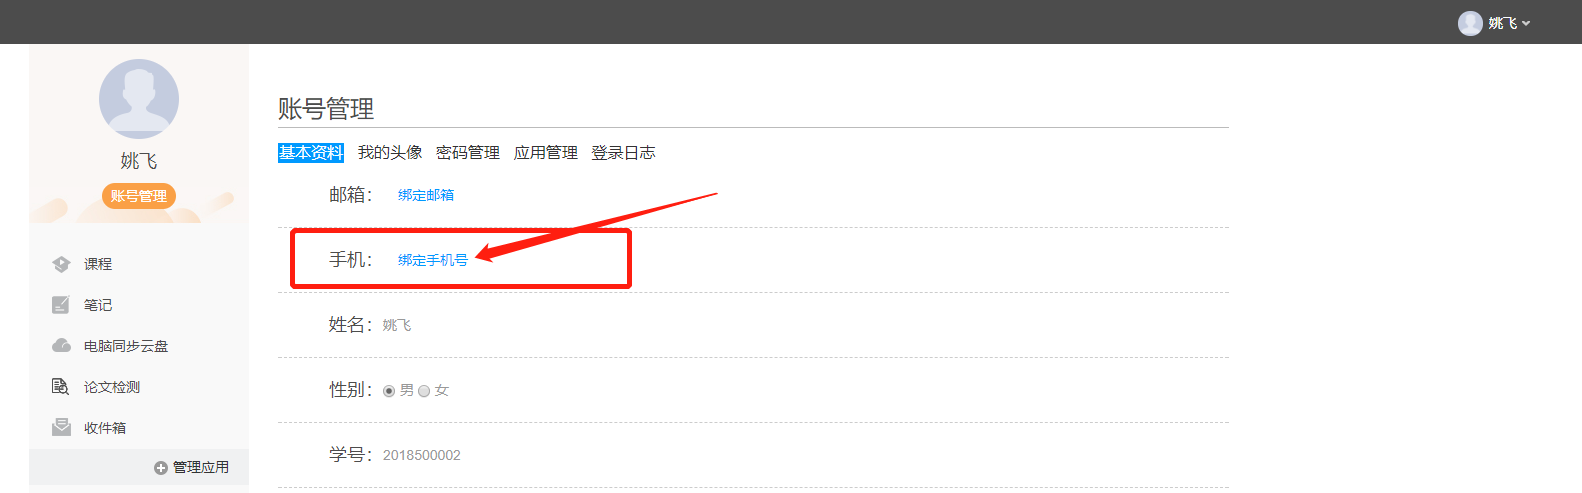 姚飞
姚飞
账号管理
课程
笔记
电脑同步云盘
论文检测
收件箱
管理应用
账号管理
基本资料 我的头像 密码管理 应用管理 登录日志
邮箱： 绑定邮箱
手机： 绑定手机号
姓名：姚飞
性别： 男 女
学号：2018500002